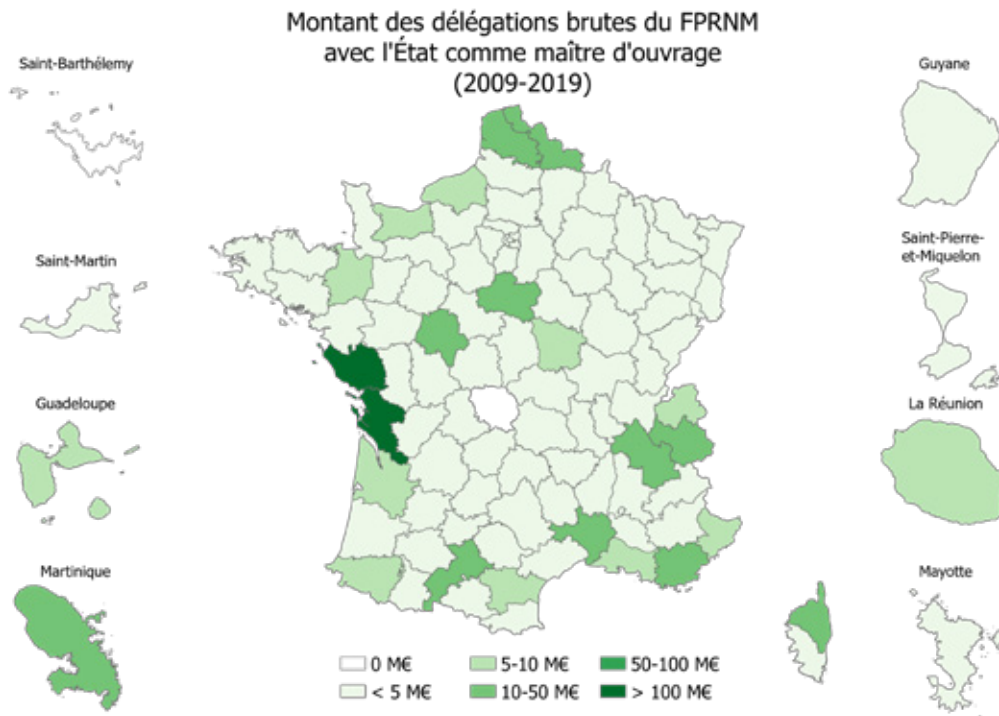 Montant des délégations brutes du FPRNM
avec l'État comme maître d'ouvrage
(2009-2019)
Saint-Barthélemy
Guyane
Saint-Martin
Saint-Pierre-
et-Miquelon
Guadeloupe
La Réunion
Martinique
Mayotte
0 M€
5-10 M€
50-100 M€
< 5 M€
10-50 M€
> 100 M€